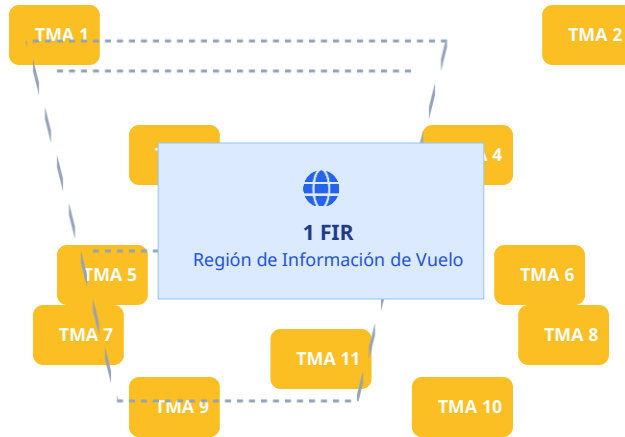 TMA 1
TMA 2
4
1 FIR
Región de Información de Vuelo
TMA 5
TMA 6
TMA 7
TMA 8
TMA 11
TMA 9
TMA 10